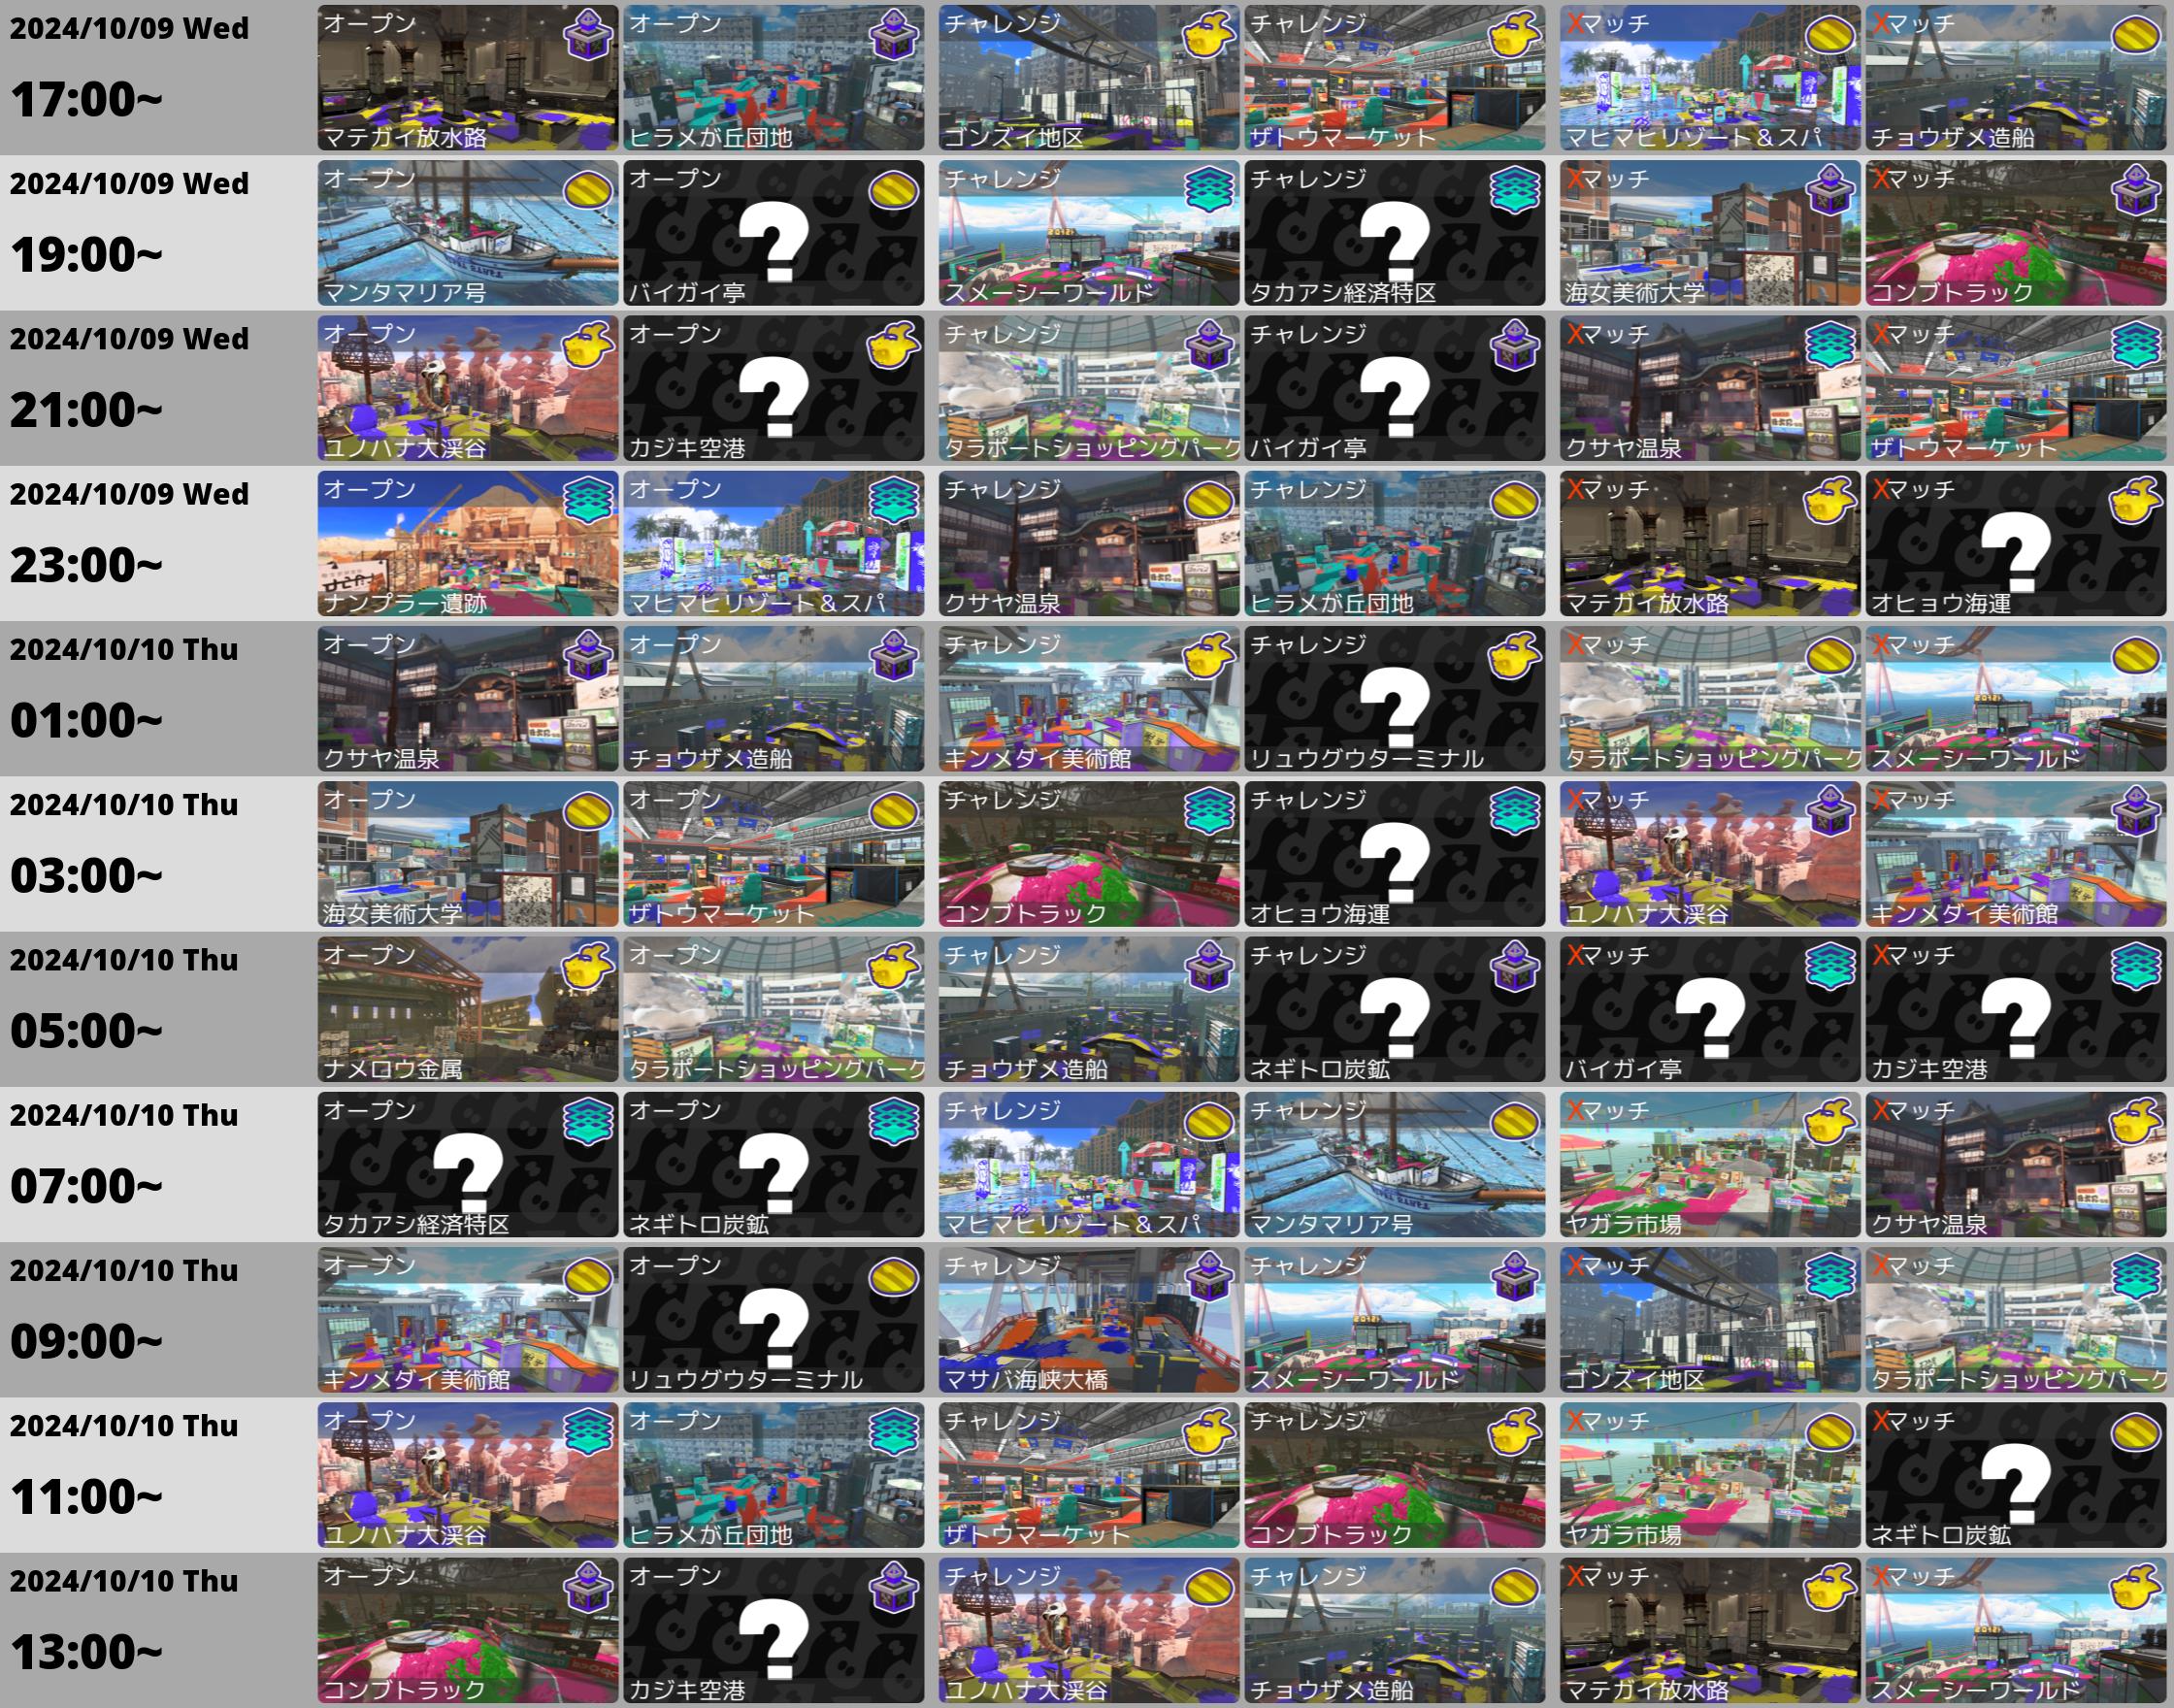 2024/10/09 Wed
17:00~
オープン
マテガイ放水路
オープン
ヒラメが丘団地
チャレンジ
ゴンズイ地区
チャレンジ
ザトウマーケット
Xマッチ
マヒマヒリゾート＆スパ
Xマッチ
チョウザメ造船
2024/10/09 Wed
19:00~
オープン
マンタマリア号
オープン
?
バイガイ亭
チャレンジ
スメーシーワールド
チャレンジ
?
タカアシ経済特区
Xマッチ
海女美術大学
Xマッチ
コンブトラック
2024/10/09 Wed
21:00~
オープン
ユノハナ大渓谷
オープン
?
カジキ空港
チャレンジ
タラポートショッピングパーク
チャレンジ
?
バイガイ亭
Xマッチ
クサヤ温泉
Xマッチ
ザトウマーケット
2024/10/09 Wed
23:00~
オープン
ナンプラー遺跡
オープン
マヒマヒリゾート＆スパ
チャレンジ
クサヤ温泉
チャレンジ
ヒラメが丘団地
Xマッチ
マテガイ放水路
Xマッチ
?
オヒョウ海運
2024/10/10 Thu
01:00~
オープン
クサヤ温泉
オープン
チョウザメ造船
チャレンジ
キンメダイ美術館
チャレンジ
?
リュウグウターミナル
Xマッチ
タラポートショッピングパーク
Xマッチ
スメーシーワールド
2024/10/10 Thu
03:00~
オープン
海女美術大学
オープン
ザトウマーケット
チャレンジ
コンブトラック
チャレンジ
?
オヒョウ海運
Xマッチ
ユノハナ大渓谷
Xマッチ
キンメダイ美術館
2024/10/10 Thu
05:00~
オープン
ナメロウ金属
オープン
タラポートショッピングパーク
チャレンジ
チョウザメ造船
チャレンジ
?
ネギトロ炭鉱
Xマッチ
?
バイガイ亭
Xマッチ
?
カジキ空港
2024/10/10 Thu
07:00~
オープン
?
タカアシ経済特区
オープン
?
ネギトロ炭鉱
チャレンジ
マヒマヒリゾート＆スパ
チャレンジ
マンタマリア号
Xマッチ
ヤガラ市場
Xマッチ
クサヤ温泉
2024/10/10 Thu
09:00~
オープン
キンメダイ美術館
オープン
?
リュウグウターミナル
チャレンジ
マサバ海峡大橋
チャレンジ
スメーシーワールド
Xマッチ
ゴンズイ地区
Xマッチ
タラポートショッピングパーク
2024/10/10 Thu
11:00~
オープン
ユノハナ大渓谷
オープン
ヒラメが丘団地
チャレンジ
ザトウマーケット
チャレンジ
コンブトラック
Xマッチ
ヤガラ市場
Xマッチ
?
ネギトロ炭鉱
2024/10/10 Thu
13:00~
オープン
コンブトラック
オープン
?
カジキ空港
チャレンジ
ユノハナ大渓谷
チャレンジ
チョウザメ造船
Xマッチ
マテガイ放水路
Xマッチ
スメーシーワールド